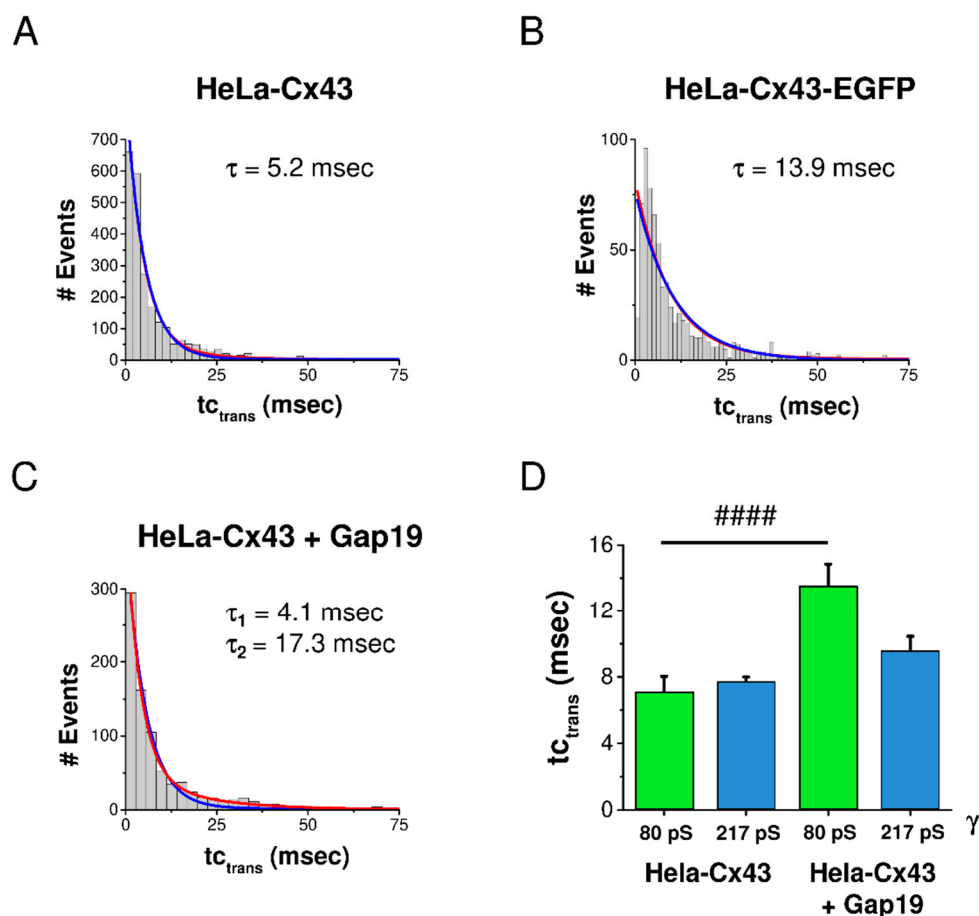 A
HeLa-Cx43
700
600
500
400
300
200
100
0
# Events
τ = 5.2 msec
0 25 50 75
tc_trans (msec)
B
HeLa-Cx43-EGFP
100
50
0
# Events
τ = 13.9 msec
0 25 50 75
tc_trans (msec)
C
HeLa-Cx43 + Gap19
300
200
100
0
# Events
τ1 = 4.1 msec
τ2 = 17.3 msec
0 25 50 75
tc_trans (msec)
D
####
16
12
8
4
0
tc_trans (msec)
80 pS 217 pS 80 pS 217 pS γ
Hela-Cx43 Hela-Cx43
+ Gap19